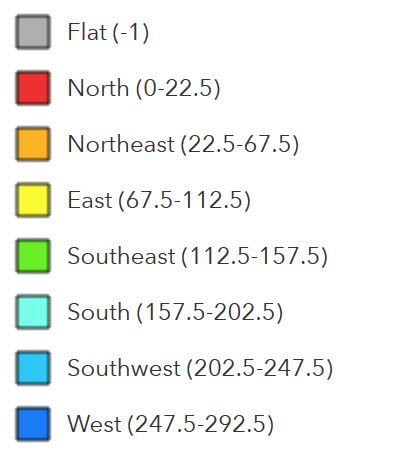 Flat (-1)
North (0-22.5)
Northeast (22.5-67.5)
East (67.5-112.5)
Southeast (112.5-157.5)
South (157.5-202.5)
Southwest (202.5-247.5)
West (247.5-292.5)